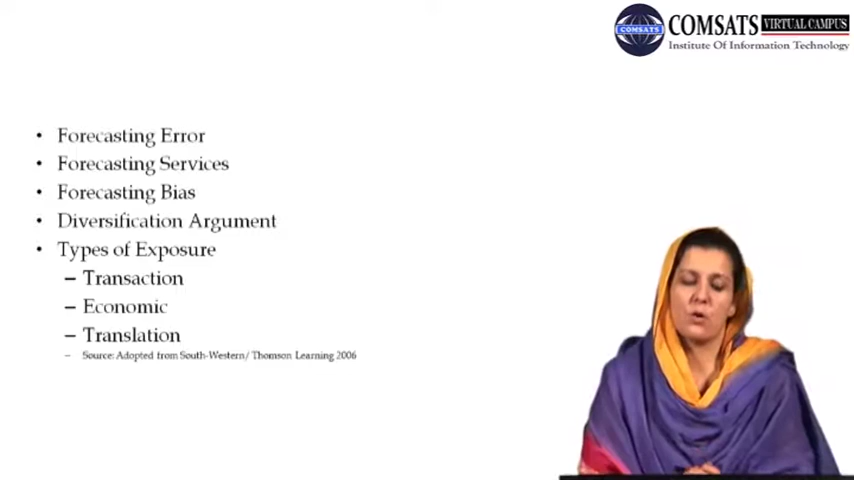 COMSATS VIRTUAL CAMPUS
COMSATS
Institute Of Information Technology
• Forecasting Error
• Forecasting Services
• Forecasting Bias
• Diversification Argument
• Types of Exposure
– Transaction
– Economic
– Translation
– Source: Adopted from South-Western/ Thomson Learning 2006